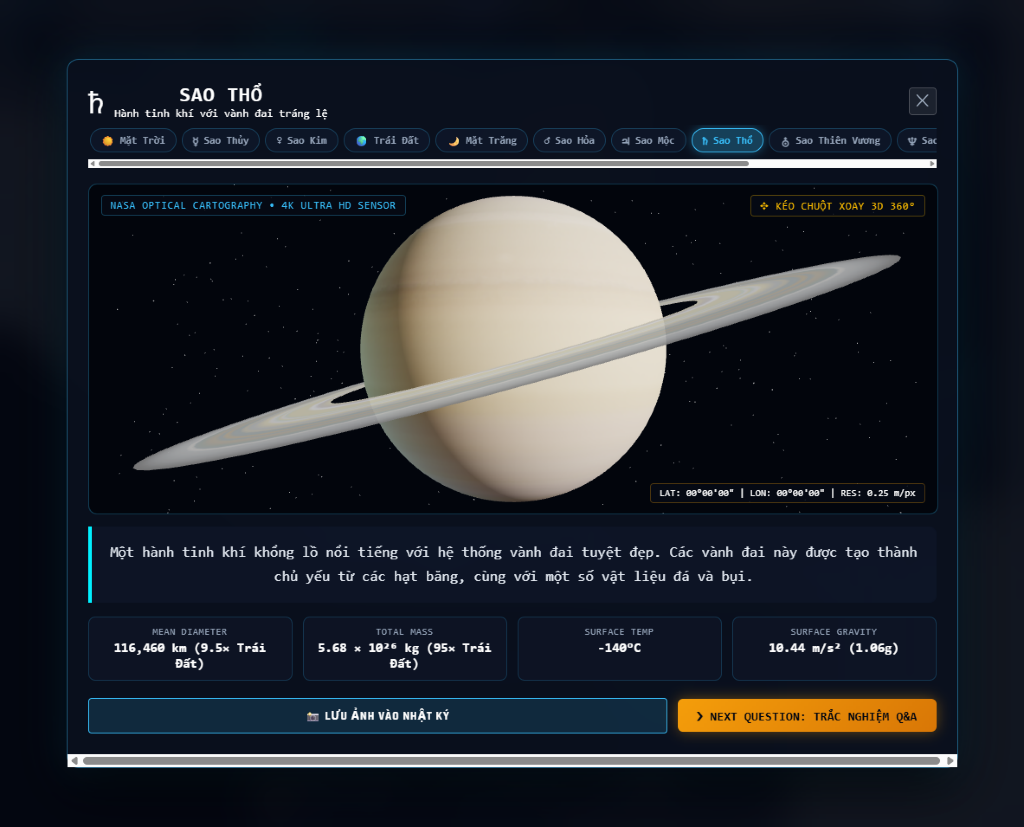 ♄
SAO THỔ
Hành tinh khí với vành đai tráng lệ
Mặt Trời
☿ Sao Thủy
♀ Sao Kim
Trái Đất
Mặt Trăng
♂ Sao Hỏa
♃ Sao Mộc
♄ Sao Thổ
⛢ Sao Thiên Vương
♆ Sao
NASA OPTICAL CARTOGRAPHY • 4K ULTRA HD SENSOR
✣ KÉO CHUỘT XOAY 3D 360°
LAT: 00°00'00" | LON: 00°00'00" | RES: 0.25 m/px
Một hành tinh khí khổng lồ nổi tiếng với hệ thống vành đai tuyệt đẹp. Các vành đai này được tạo thành
chủ yếu từ các hạt băng, cùng với một số vật liệu đá và bụi.
MEAN DIAMETER
116,460 km (9.5× Trái
Đất)
TOTAL MASS
5.68 × 10²⁶ kg (95× Trái
Đất)
SURFACE TEMP
-140°C
SURFACE GRAVITY
10.44 m/s² (1.06g)
📷 LƯU ẢNH VÀO NHẬT KÝ
❯ NEXT QUESTION: TRẮC NGHIỆM Q&A